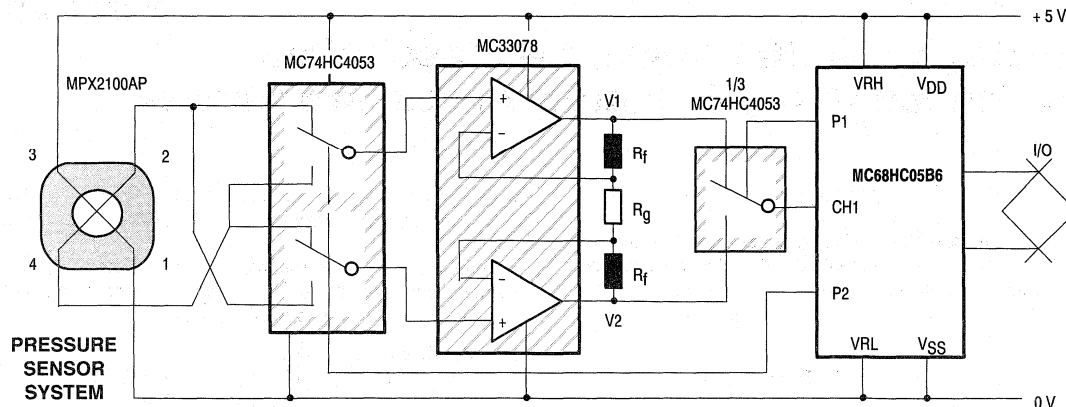 + 5 V
MC33078
MC74HC4053
MPX2100AP
1/3
MC74HC4053
VRH
VDD
V1
P1
3
2
+
−
Rf
I/O
MC68HC05B6
Rg
CH1
4
1
−
+
Rf
P2
V2
PRESSURE
SENSOR
SYSTEM
VRL
VSS
0 V